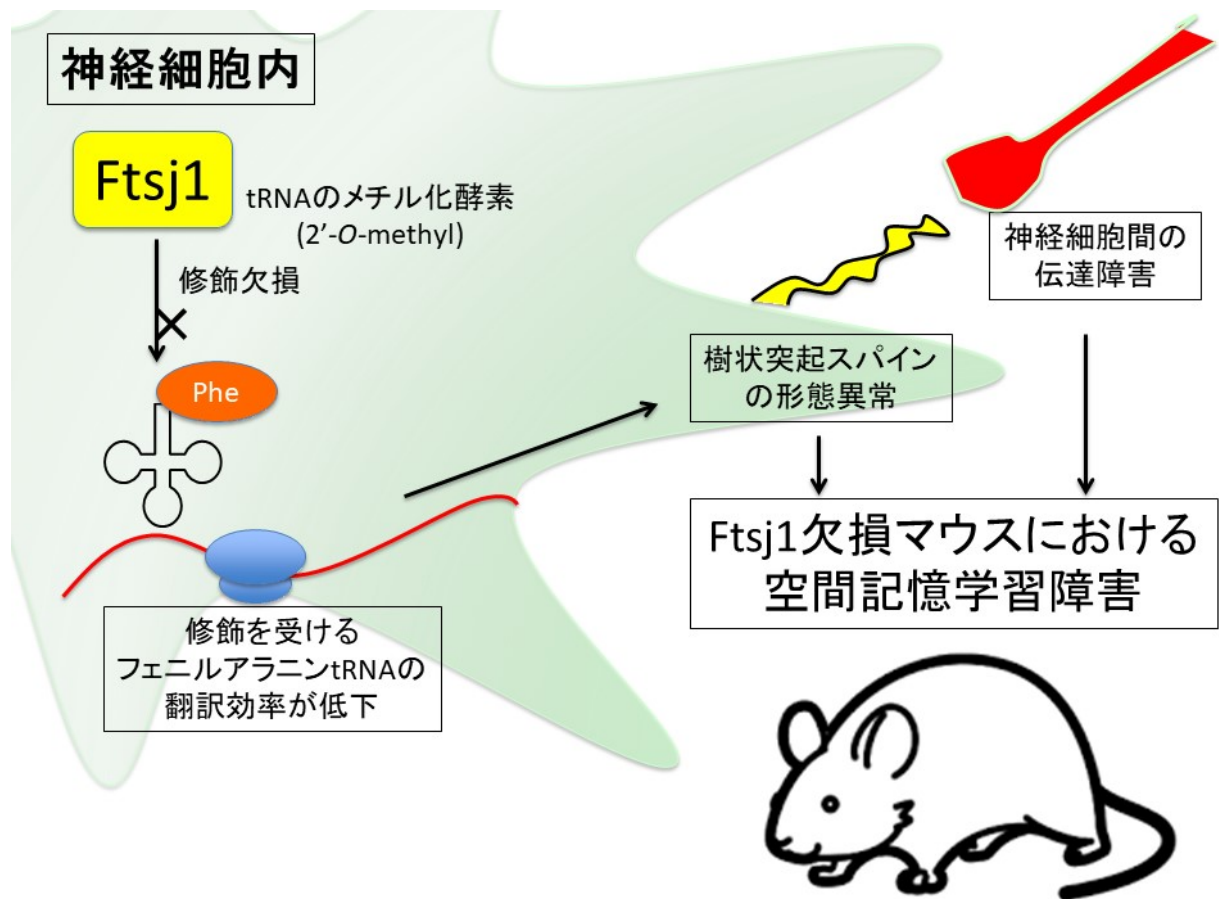 神経細胞内
Ftsj1
tRNAのメチル化酵素
(2'-O-methyl)
修飾欠損
Phe
修飾を受ける
フェニルアラニンtRNAの
翻訳効率が低下
神経細胞間の
伝達障害
樹状突起スパイン
の形態異常
Ftsj1欠損マウスにおける
空間記憶学習障害